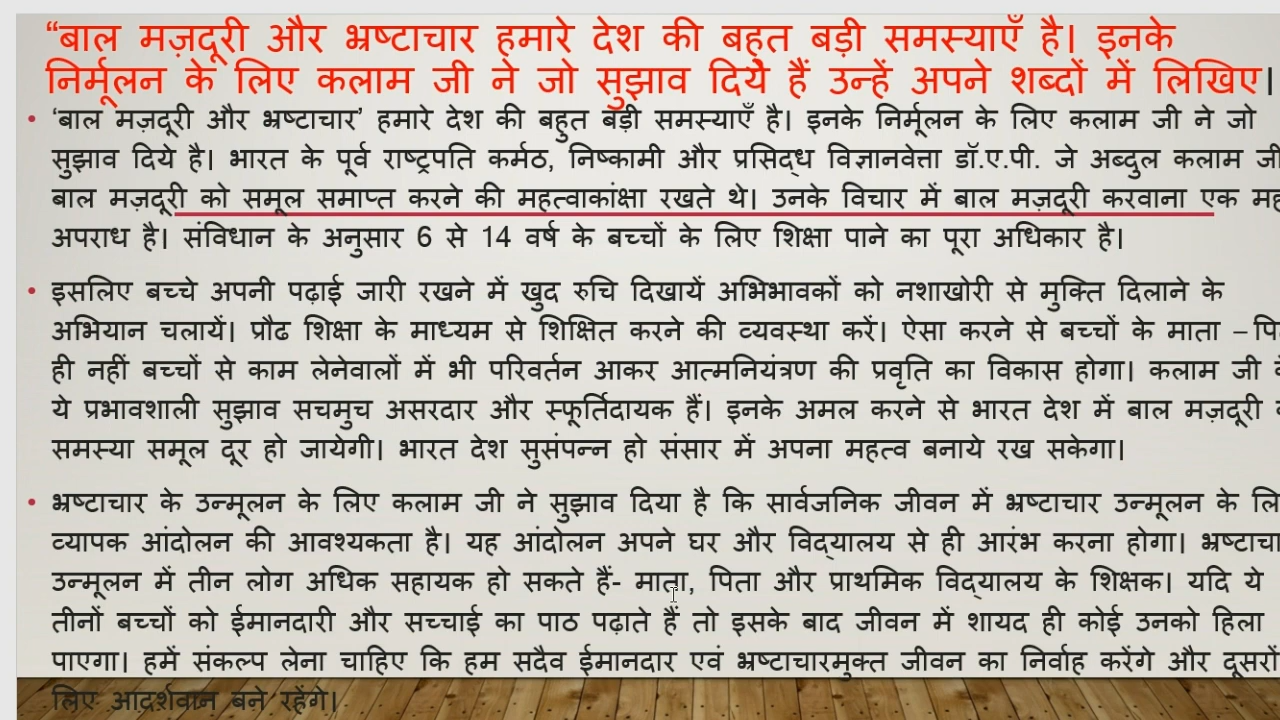 “बाल मज़दूरी और भ्रष्टाचार हमारे देश की बहुत बड़ी समस्याएँ है। इनके
निर्मूलन के लिए कलाम जी ने जो सुझाव दिये हैं उन्हें अपने शब्दों में लिखिए।
• ‘बाल मज़दूरी और भ्रष्टाचार’ हमारे देश की बहुत बड़ी समस्याएँ है। इनके निर्मूलन के लिए कलाम जी ने जो
सुझाव दिये है। भारत के पूर्व राष्ट्रपति कर्मठ, निष्कामी और प्रसिद्ध विज्ञानवेत्ता डॉ.ए.पी. जे अब्दुल कलाम जी
बाल मज़दूरी को समूल समाप्त करने की महत्वाकांक्षा रखते थे। उनके विचार में बाल मज़दूरी करवाना एक
अपराध है। संविधान के अनुसार 6 से 14 वर्ष के बच्चों के लिए शिक्षा पाने का पूरा अधिकार है।
• इसलिए बच्चे अपनी पढ़ाई जारी रखने में खुद रुचि दिखायें अभिभावकों को नशाखोरी से मुक्ति दिलाने के
अभियान चलायें। प्रौढ शिक्षा के माध्यम से शिक्षित करने की व्यवस्था करें। ऐसा करने से बच्चों के माता –
ही नहीं बच्चों से काम लेनेवालों में भी परिवर्तन आकर आत्मनियंत्रण की प्रवृति का विकास होगा। कलाम जी
ये प्रभावशाली सुझाव सचमुच असरदार और स्फूर्तिदायक हैं। इनके अमल करने से भारत देश में बाल मज़दूरी
समस्या समूल दूर हो जायेगी। भारत देश सुसंपन्न हो संसार में अपना महत्व बनाये रख सकेगा।
• भ्रष्टाचार के उन्मूलन के लिए कलाम जी ने सुझाव दिया है कि सार्वजनिक जीवन में भ्रष्टाचार उन्मूलन के
व्यापक आंदोलन की आवश्यकता है। यह आंदोलन अपने घर और विद्यालय से ही आरंभ करना होगा।
उन्मूलन में तीन लोग अधिक सहायक हो सकते हैं- माता, पिता और प्राथमिक विद्यालय के शिक्षक। यदि ये
तीनों बच्चों को ईमानदारी और सच्चाई का पाठ पढ़ाते हैं तो इसके बाद जीवन में शायद ही कोई उनको हिला
पाएगा। हमें संकल्प लेना चाहिए कि हम सदैव ईमानदार एवं भ्रष्टाचारमुक्त जीवन का निर्वाह करेंगे और दूसरों
लिए आदर्शवान बने रहेंगे।